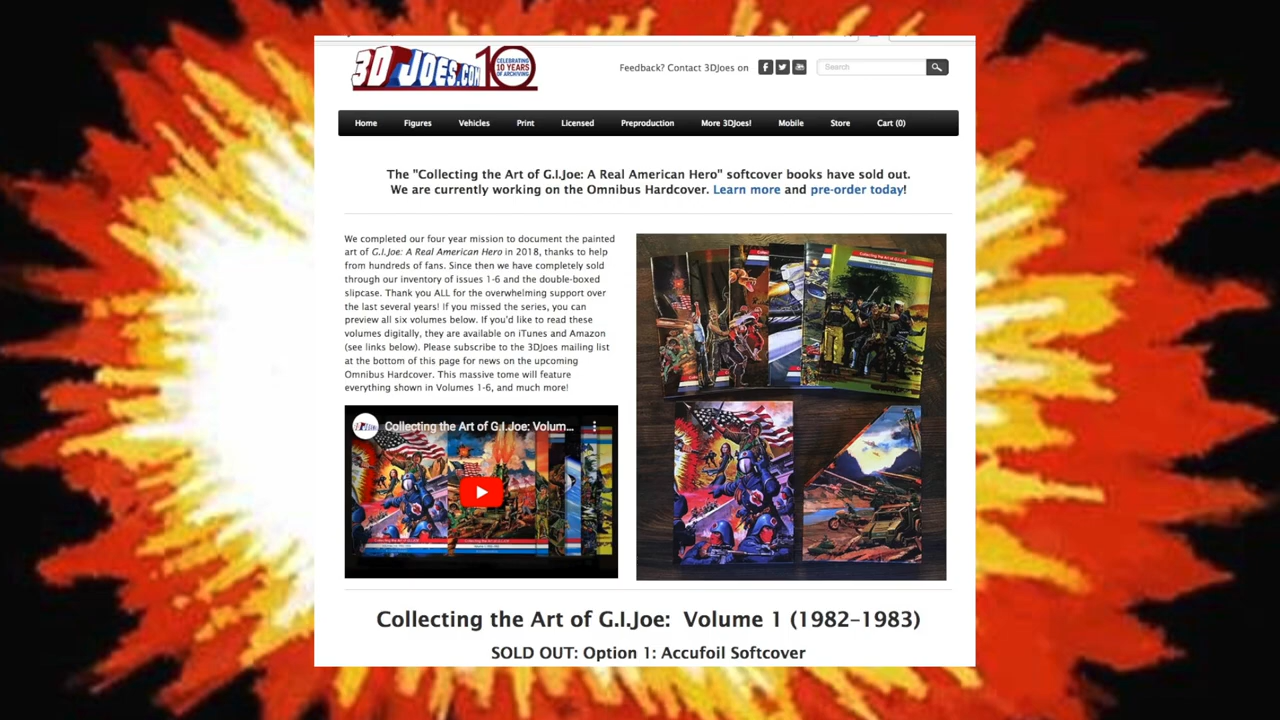 3D JOES.COM 10
CELEBRATING
10 YEARS
OF ARCHIVING
Feedback? Contact 3DJoes on
Search
Home Figures Vehicles Print Licensed Preproduction More 3DJoes! Mobile Store Cart (0)
The "Collecting the Art of G.I.Joe: A Real American Hero" softcover books have sold out.
We are currently working on the Omnibus Hardcover. Learn more and pre-order today!
We completed our four year mission to document the painted
art of G.I.Joe: A Real American Hero in 2018, thanks to help
from hundreds of fans. Since then we have completely sold
through our inventory of issues 1-6 and the double-boxed
slipcase. Thank you ALL for the overwhelming support over
the last several years! If you missed the series, you can
preview all six volumes below. If you'd like to read these
volumes digitally, they are available on iTunes and Amazon
(see links below). Please subscribe to the 3DJoes mailing list
at the bottom of this page for news on the upcoming
Omnibus Hardcover. This massive tome will feature
everything shown in Volumes 1-6, and much more!
Collecting the Art of G.I.Joe: Volum...
Collecting the Art of G.I.JOE
Collecting the Art of G.I.Joe: Volume 1 (1982-1983)
SOLD OUT: Option 1: Accufoil Softcover